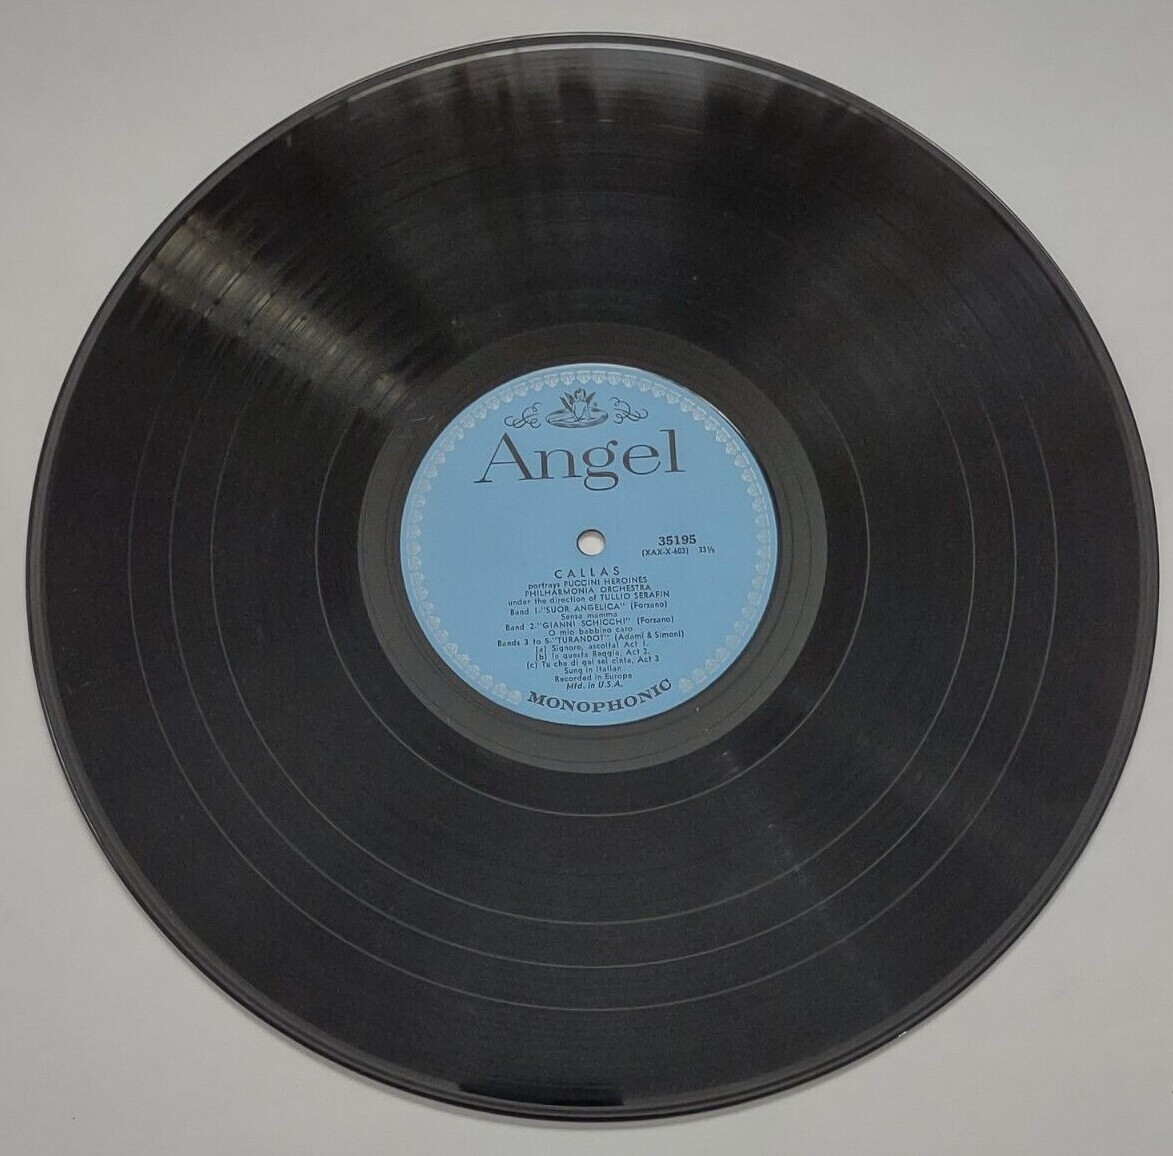 Angel
35195
(XAX-X-603) 33⅓
CALLAS
portrays PUCCINI HEROINES
PHILHARMONIA ORCHESTRA
under the direction of TULLIO SERAFIN
Band 1-"SUOR ANGELICA" (Forzano)
Senza mamma
Band 2-"GIANNI SCHICCHI" (Forzano)
O mio babbino caro
Bands 3 to 5-"TURANDOT" (Adami & Simoni)
(a) Signore, ascolta! Act 1.
(b) In questa Reggia, Act 2.
(c) Tu che di gel sei cinta, Act 3
Sung in Italian
Recorded in Europe
Mfd. in U.S.A.
MONOPHONIC